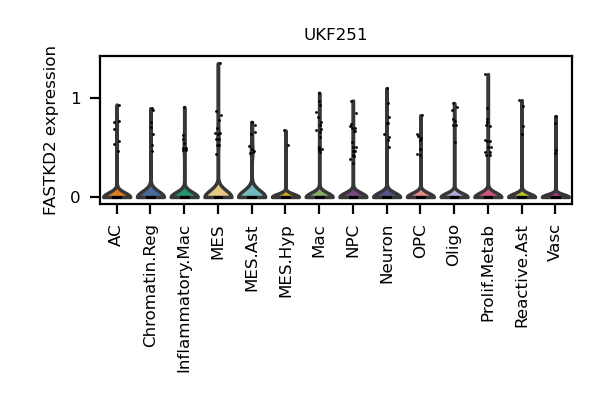 UKF251
FASTKD2 expression
1
0
AC
Chromatin.Reg
Inflammatory.Mac
MES
MES.Ast
MES.Hyp
Mac
NPC
Neuron
OPC
Oligo
Prolif.Metab
Reactive.Ast
Vasc